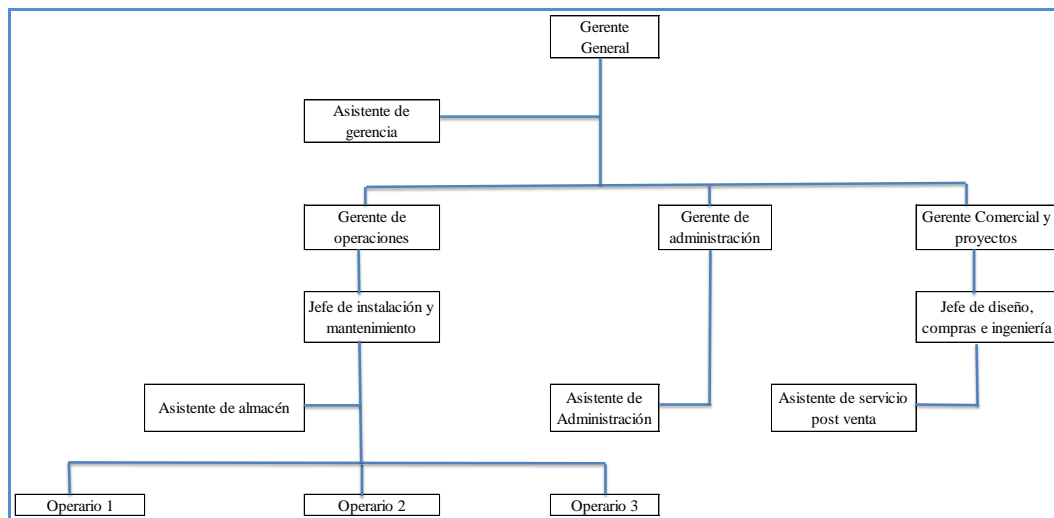 Gerente
General
Asistente de
gerencia
Gerente de
operaciones
Gerente de
administración
Gerente Comercial y
proyectos
Jefe de instalación y
mantenimiento
Jefe de diseño,
compras e ingeniería
Asistente de almacén
Asistente de
Administración
Asistente de servicio
post venta
Operario 1
Operario 2
Operario 3